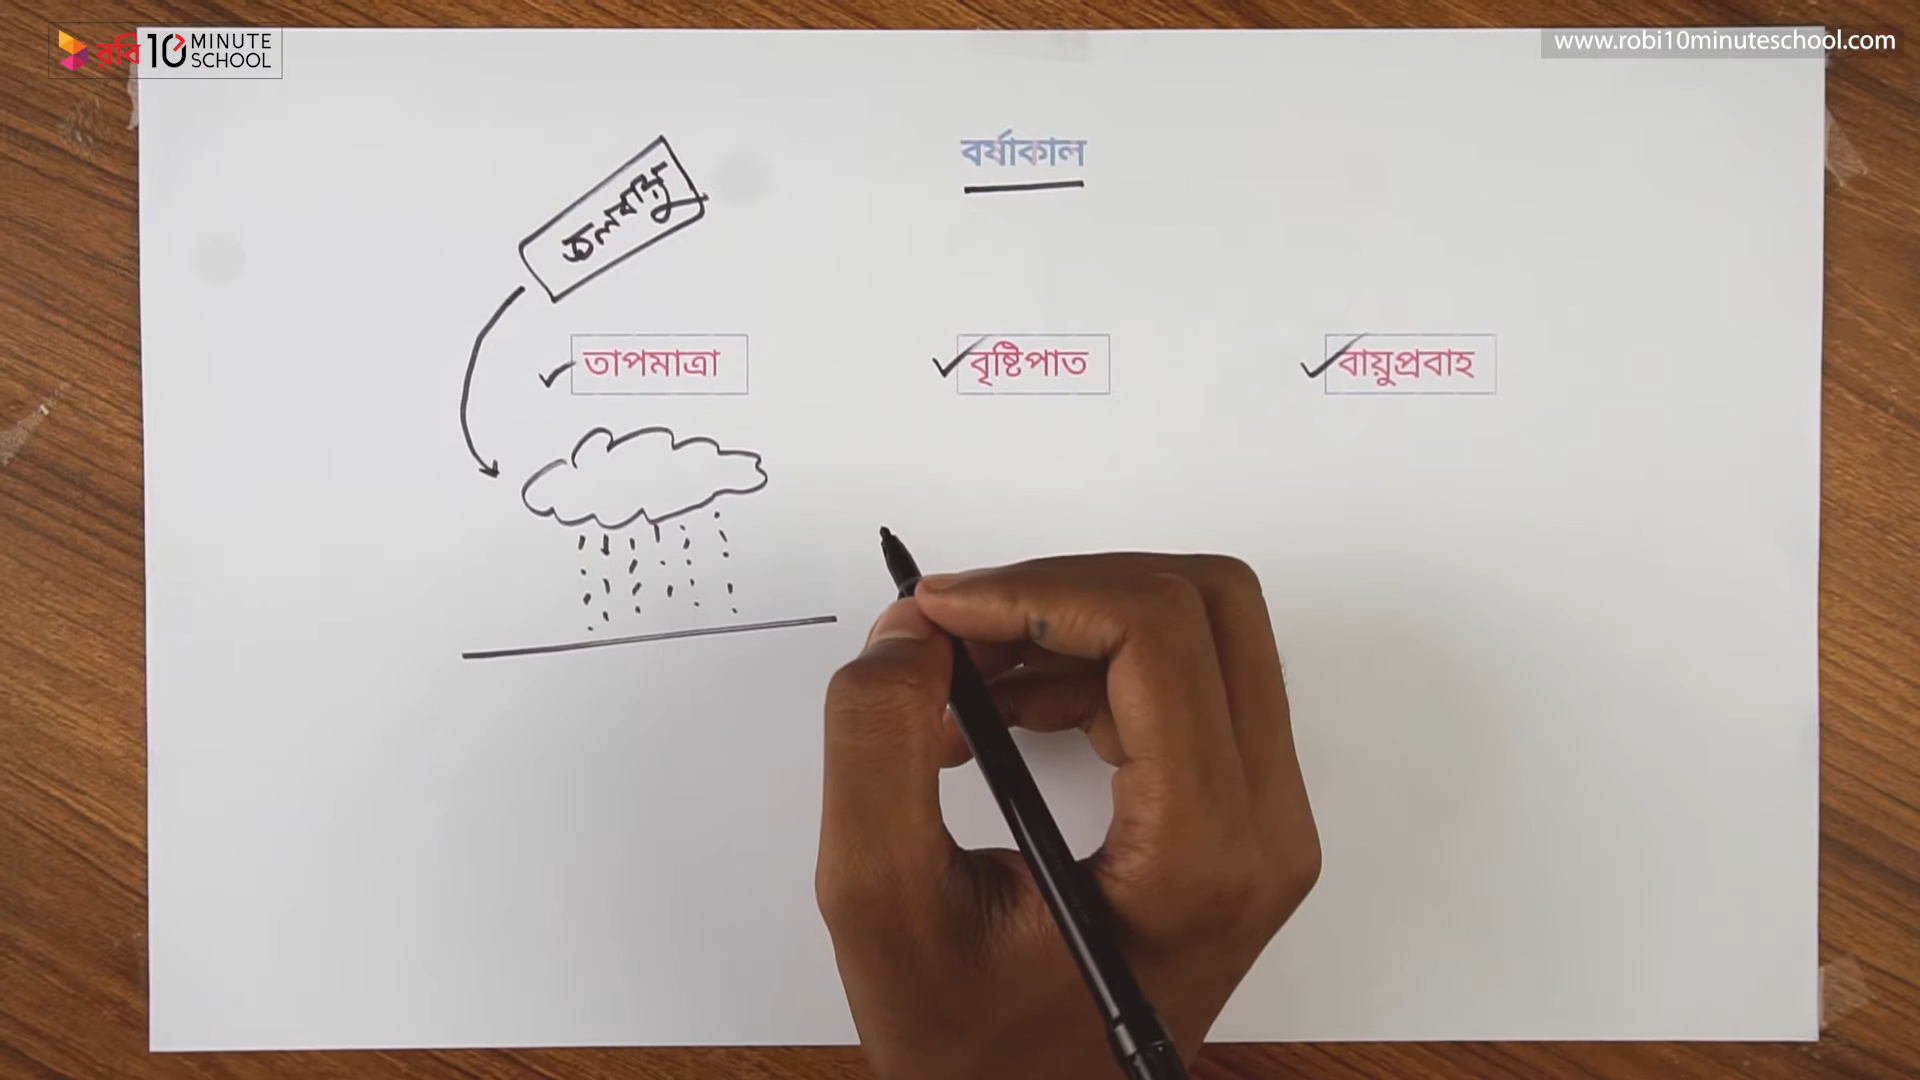 রবি 10 MINUTE SCHOOL
www.robi10minuteschool.com
বর্ষাকাল
জলবায়ু
তাপমাত্রা
বৃষ্টিপাত
বায়ুপ্রবাহ